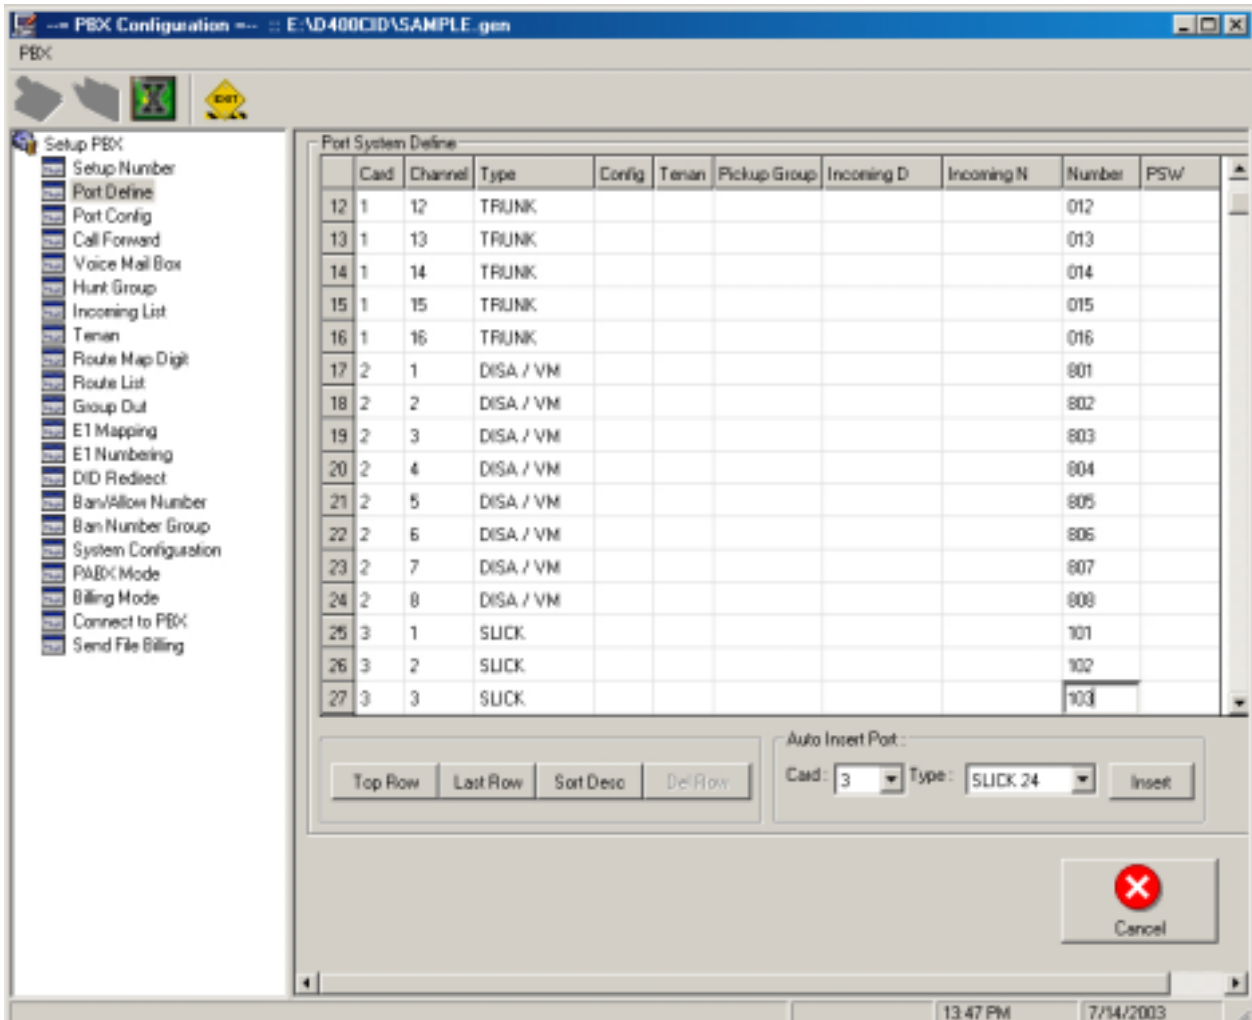 --= PBX Configuration =-- :: E:\D400CID\SAMPLE.gen
PBX
EXIT
Setup PBX
Setup Number
Port Define
Port Config
Call Forward
Voice Mail Box
Hunt Group
Incoming List
Tenan
Route Map Digit
Route List
Group Out
E1 Mapping
E1 Numbering
DID Redirect
Ban/Allow Number
Ban Number Group
System Configuration
PABX Mode
Billing Mode
Connect to PBX
Send File Billing
Port System Define
Card Channel Type Config Tenan Pickup Group Incoming D Incoming N Number PSW
12 1 12 TRUNK 012
13 1 13 TRUNK 013
14 1 14 TRUNK 014
15 1 15 TRUNK 015
16 1 16 TRUNK 016
17 2 1 DISA / VM 801
18 2 2 DISA / VM 802
19 2 3 DISA / VM 803
20 2 4 DISA / VM 804
21 2 5 DISA / VM 805
22 2 6 DISA / VM 806
23 2 7 DISA / VM 807
24 2 8 DISA / VM 808
25 3 1 SLICK 101
26 3 2 SLICK 102
27 3 3 SLICK 103
Top Row Last Row Sort Desc Del Row
Auto Insert Port :
Card : 3 Type : SLICK 24 Insert
Cancel
13:47 PM 7/14/2003